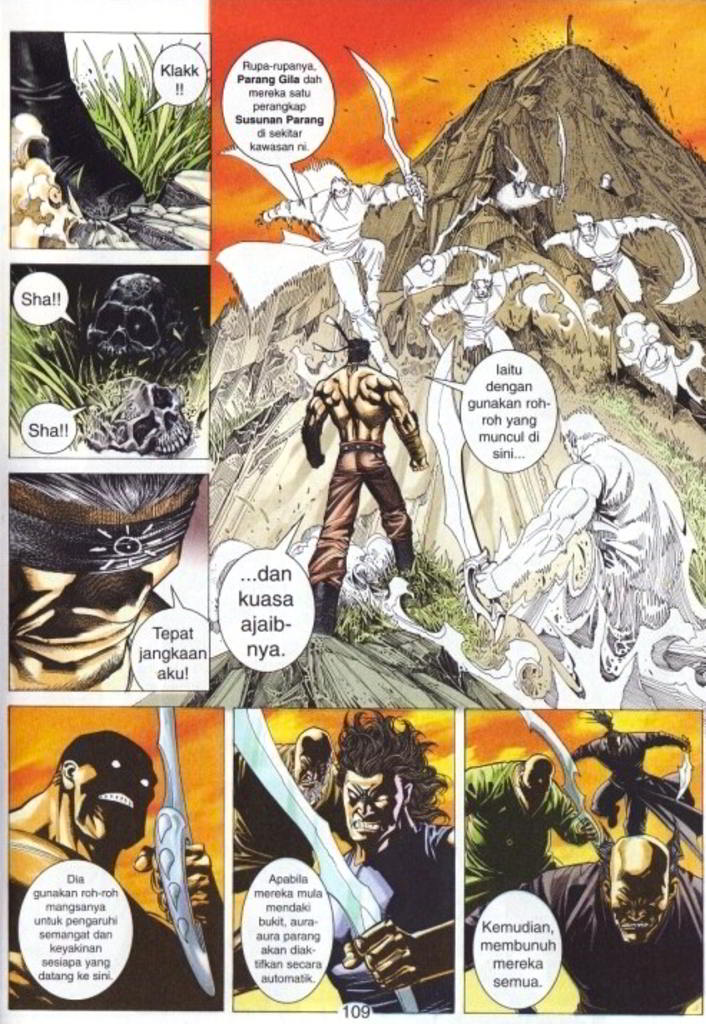 Klakk
!!
Sha!!
Sha!!
Tepat
jangkaan
aku!
Rupa-rupanya,
Parang Gila dah
mereka satu
perangkap
Susunan Parang
di sekitar
kawasan ni.
Iaitu
dengan
gunakan roh-
roh yang
muncul di
sini...
...dan
kuasa
ajaib-
nya.
Dia
gunakan roh-roh
mangsanya
untuk pengaruhi
semangat dan
keyakinan
sesiapa yang
datang ke sini.
Apabila
mereka mula
mendaki
bukit, aura-
aura parang
akan diak-
tifkan secara
automatik.
Kemudian,
membunuh
mereka
semua.
109